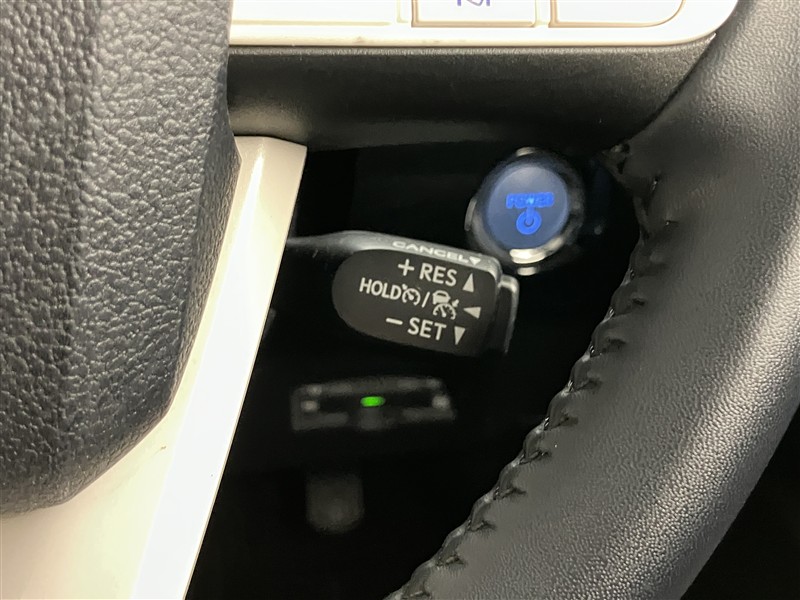 POWER
CANCEL
+ RES
HOLD /
- SET